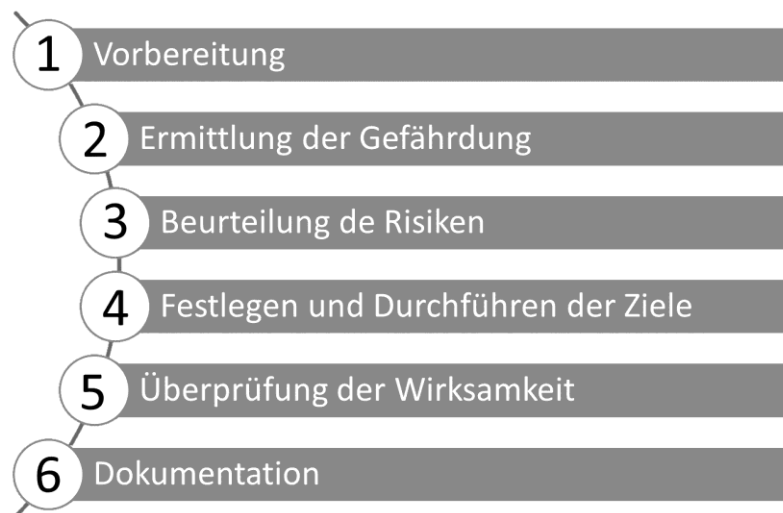 1 Vorbereitung
2 Ermittlung der Gefährdung
3 Beurteilung de Risiken
4 Festlegen und Durchführen der Ziele
5 Überprüfung der Wirksamkeit
6 Dokumentation